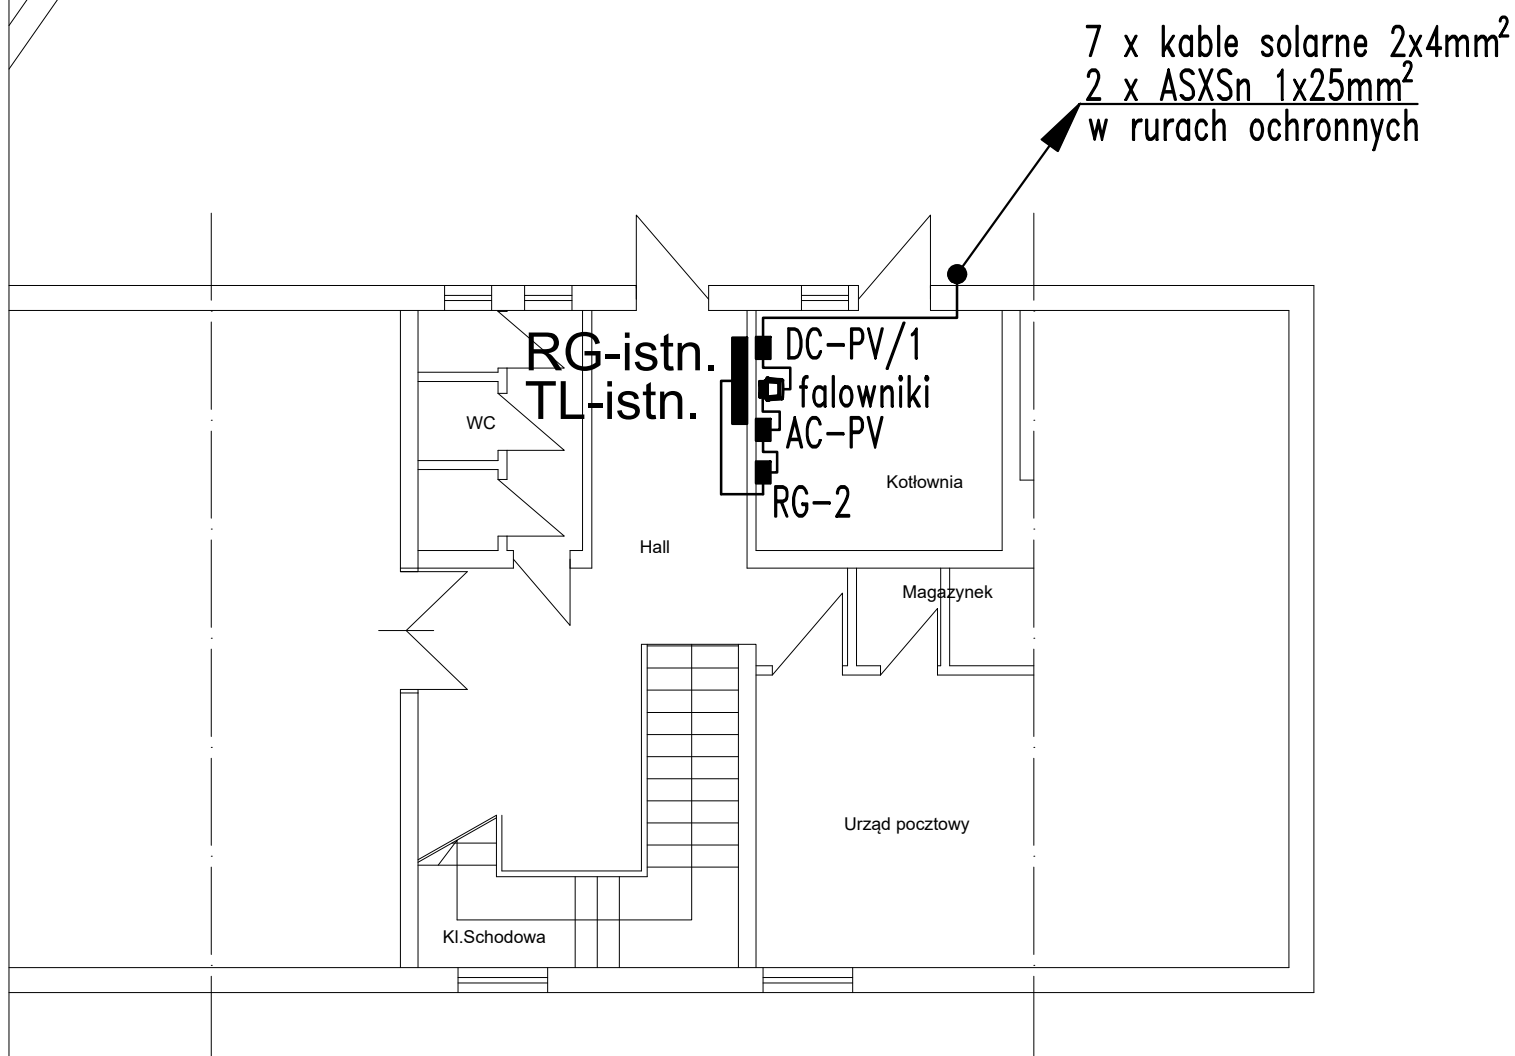 7 x kable solarne 2x4mm²
2 x ASXSn 1x25mm²
w rurach ochronnych
RG-istn.
TL-istn.
DC-PV/1
falowniki
AC-PV
RG-2
WC
Kotłownia
Hall
Magazynek
Urząd pocztowy
Kl.Schodowa